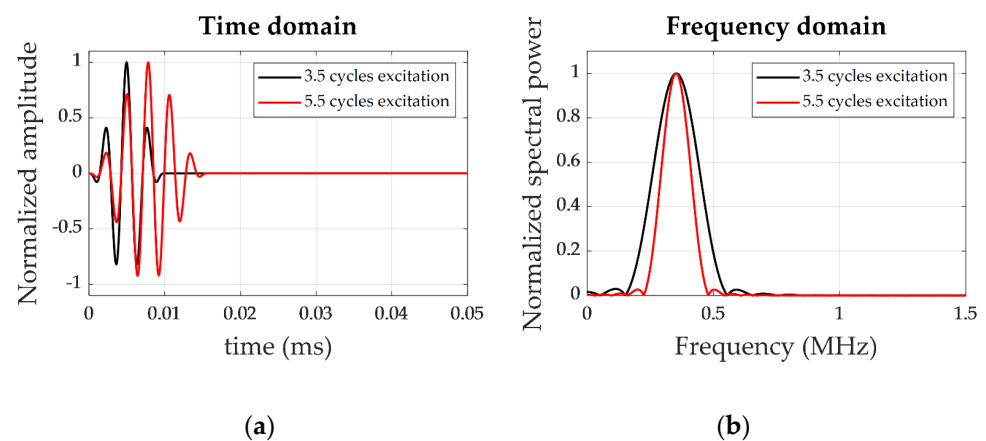 Time domain
Normalized amplitude
1
0.5
0
-0.5
-1
3.5 cycles excitation
5.5 cycles excitation
0 0.01 0.02 0.03 0.04 0.05
time (ms)
(a)
Frequency domain
Normalized spectral power
1
0.8
0.6
0.4
0.2
0
3.5 cycles excitation
5.5 cycles excitation
0 0.5 1 1.5
Frequency (MHz)
(b)